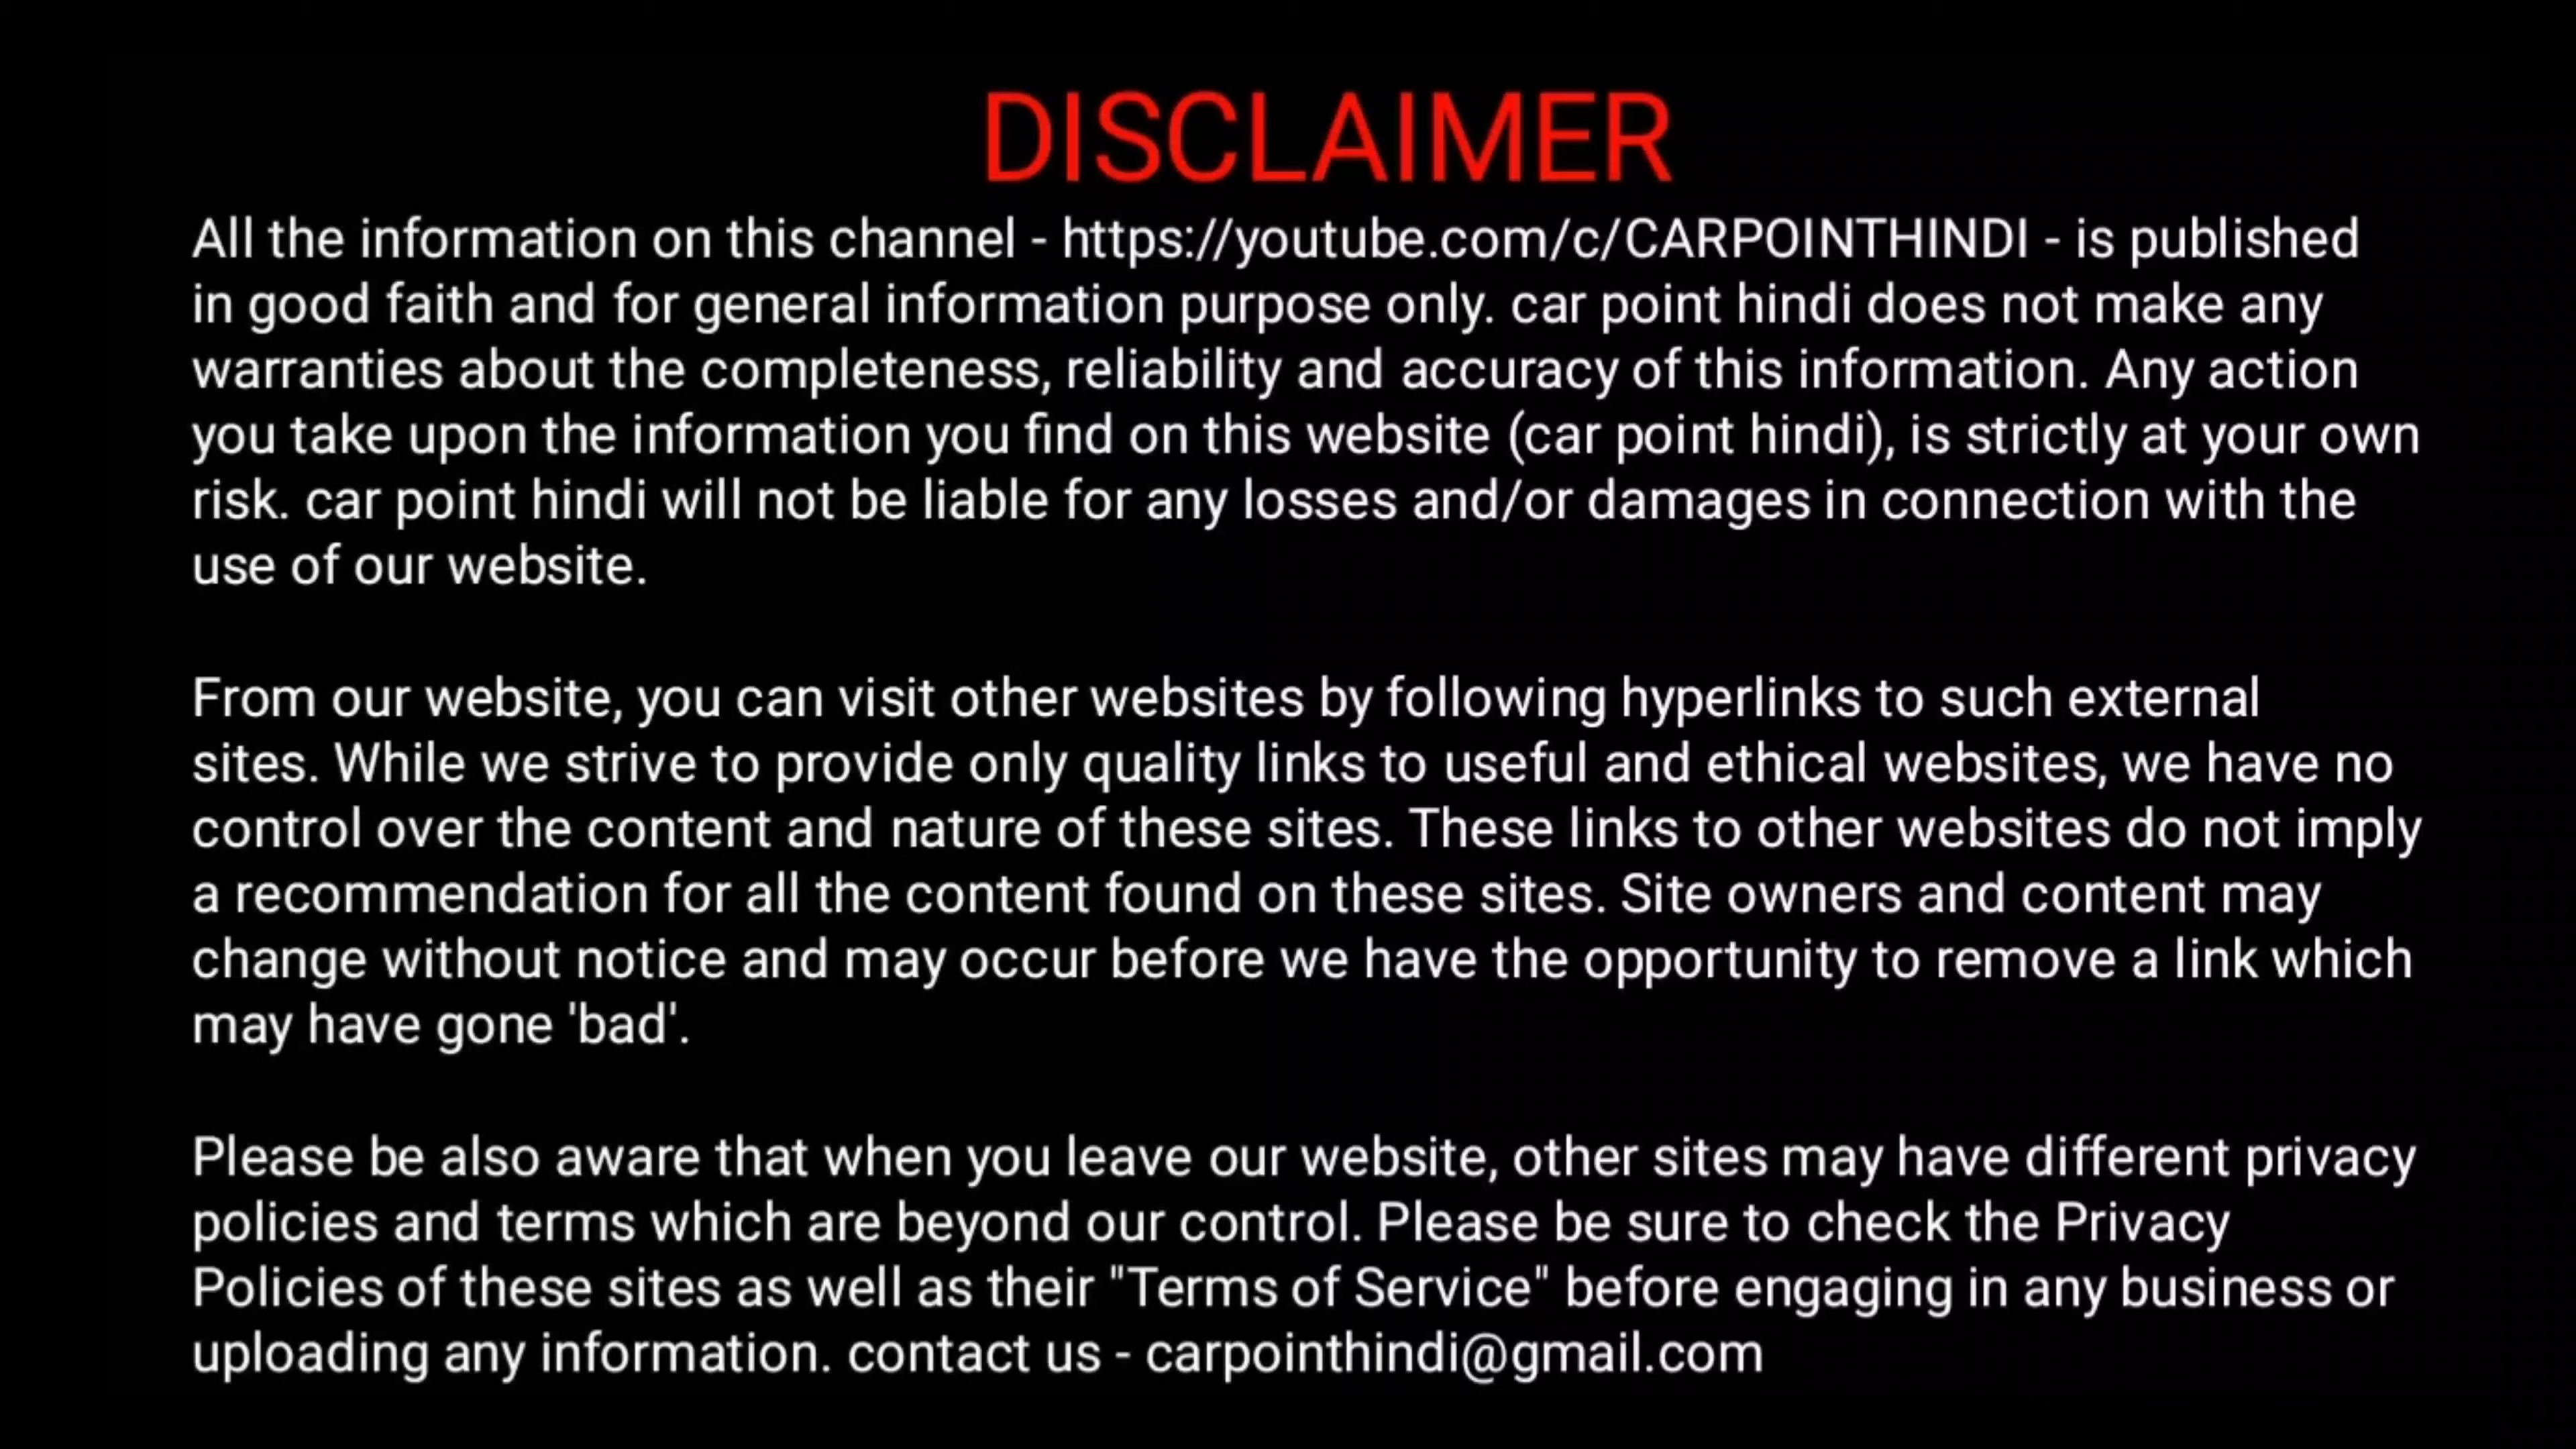 DISCLAIMER
All the information on this channel - https://youtube.com/c/CARPOINTHINDI - is published
in good faith and for general information purpose only. car point hindi does not make any
warranties about the completeness, reliability and accuracy of this information. Any action
you take upon the information you find on this website (car point hindi), is strictly at your own
risk. car point hindi will not be liable for any losses and/or damages in connection with the
use of our website.
From our website, you can visit other websites by following hyperlinks to such external
sites. While we strive to provide only quality links to useful and ethical websites, we have no
control over the content and nature of these sites. These links to other websites do not imply
a recommendation for all the content found on these sites. Site owners and content may
change without notice and may occur before we have the opportunity to remove a link which
may have gone 'bad'.
Please be also aware that when you leave our website, other sites may have different privacy
policies and terms which are beyond our control. Please be sure to check the Privacy
Policies of these sites as well as their "Terms of Service" before engaging in any business or
uploading any information. contact us - carpointhindi@gmail.com